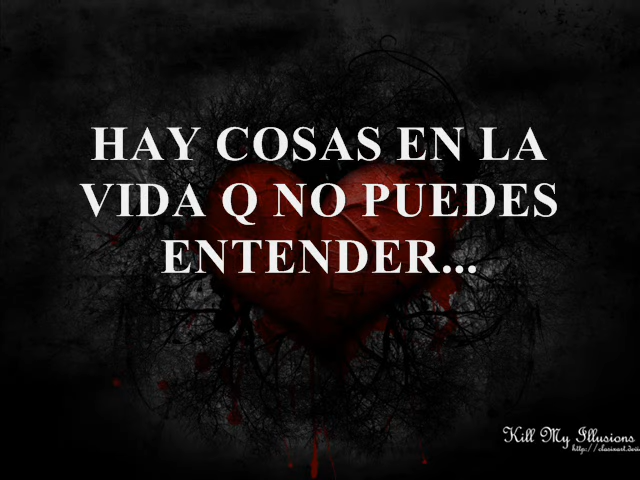 HAY COSAS EN LA
VIDA Q NO PUEDES
ENTENDER...
Kill My Illusions